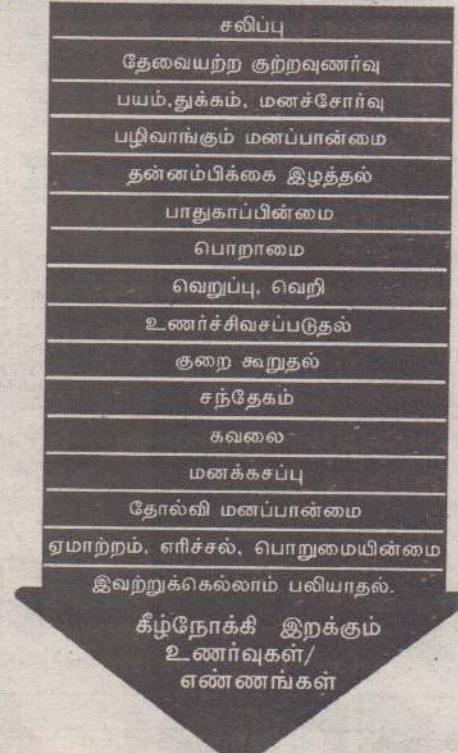 சலிப்பு
தேவையற்ற குற்றவுணர்வு
பயம்,துக்கம், மனச்சோர்வு
பழிவாங்கும் மனப்பான்மை
தன்னம்பிக்கை இழத்தல்
பாதுகாப்பின்மை
பொறாமை
வெறுப்பு, வெறி
உணர்ச்சிவசப்படுதல்
குறை கூறுதல்
சந்தேகம்
கவலை
மனக்கசப்பு
தோல்வி மனப்பான்மை
ஏமாற்றம், எரிச்சல், பொறுமையின்மை
இவற்றுக்கெல்லாம் பலியாதல்.
கீழ்நோக்கி இறக்கும்
உணர்வுகள்/
எண்ணங்கள்